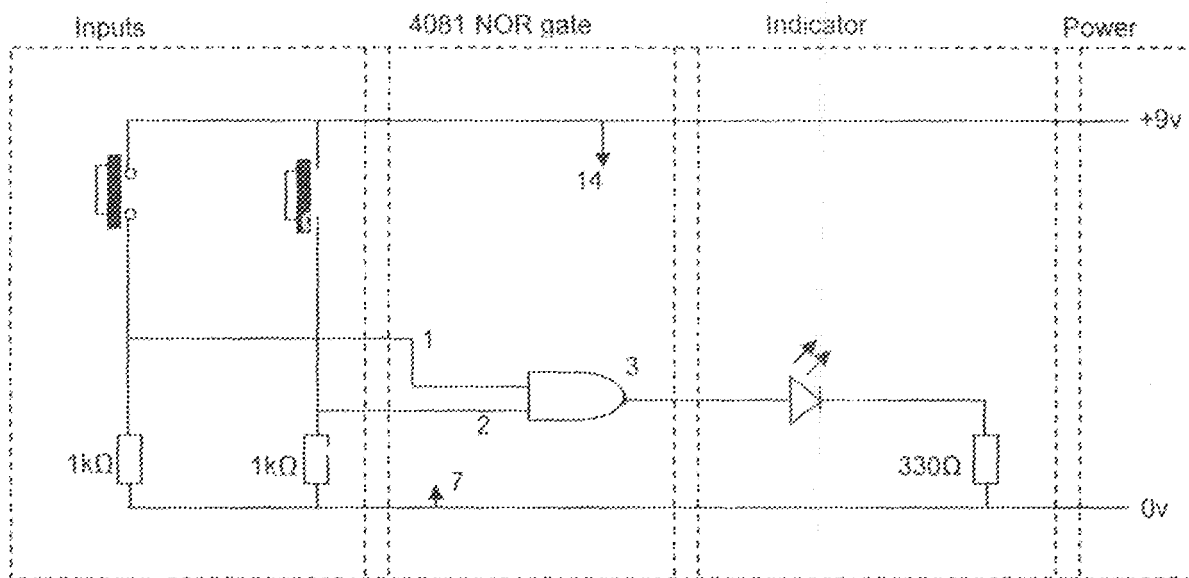 Inputs
4081 NOR gate
Indicator
Power
+9v
14
1
3
2
1kΩ
1kΩ
330Ω
7
0v